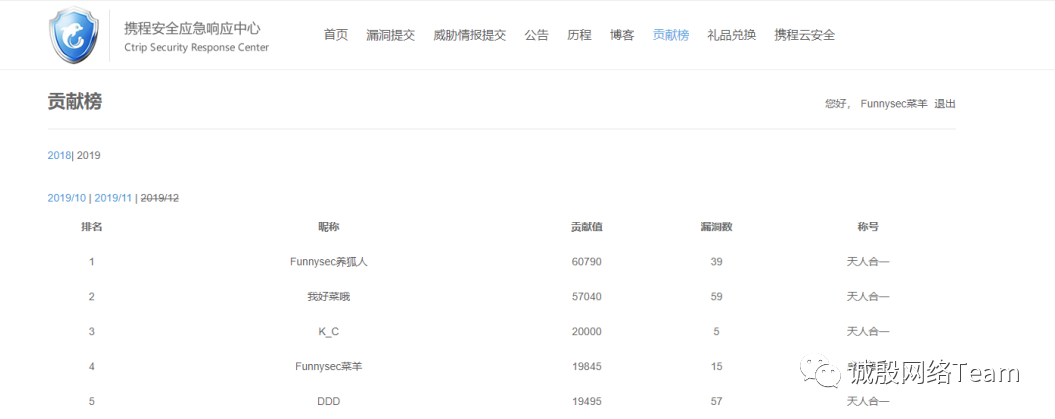 携程安全应急响应中心
Ctrip Security Response Center
首页 漏洞提交 威胁情报提交 公告 历程 博客 贡献榜 礼品兑换 携程云安全
贡献榜
您好， Funnysec菜羊 退出
2018| 2019
2019/10 | 2019/11 | 2019/12
排名 昵称 贡献值 漏洞数 称号
1 Funnysec养狐人 60790 39 天人合一
2 我好菜哦 57040 59 天人合一
3 K_C 20000 5 天人合一
4 Funnysec菜羊 19845 15
诚殷网络Team
5 DDD 19495 57 天人合一